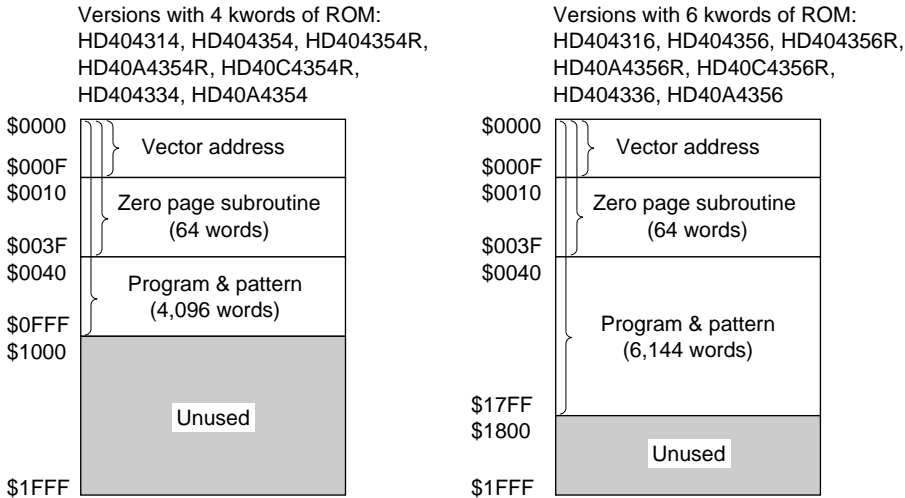 Versions with 4 kwords of ROM:
HD404314, HD404354, HD404354R,
HD40A4354R, HD40C4354R,
HD404334, HD40A4354
$0000
Vector address
$000F
$0010
Zero page subroutine
(64 words)
$003F
$0040
Program & pattern
(4,096 words)
$0FFF
$1000
Unused
$1FFF
Versions with 6 kwords of ROM:
HD404316, HD404356, HD404356R,
HD40A4356R, HD40C4356R,
HD404336, HD40A4356
$0000
Vector address
$000F
$0010
Zero page subroutine
(64 words)
$003F
$0040
Program & pattern
(6,144 words)
$17FF
$1800
Unused
$1FFF